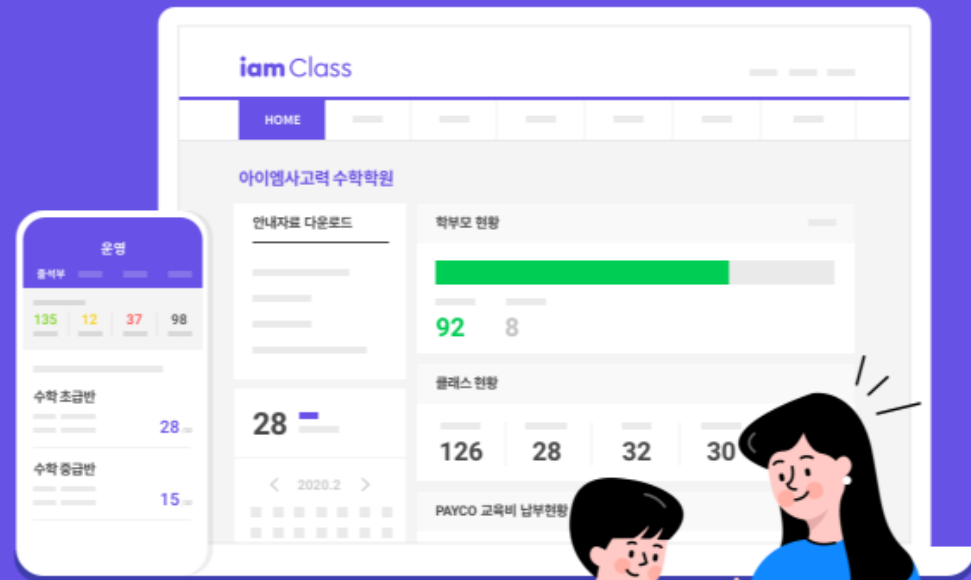 iam Class
HOME
아이엠사고력 수학학원
안내자료 다운로드
학부모 현황
92 8
클래스 현황
126 28 32 30
28
2020.2
PAYCO 교육비 납부현황
운영
출석부
135 12 37 98
수학 초급반
28
수학 중급반
15